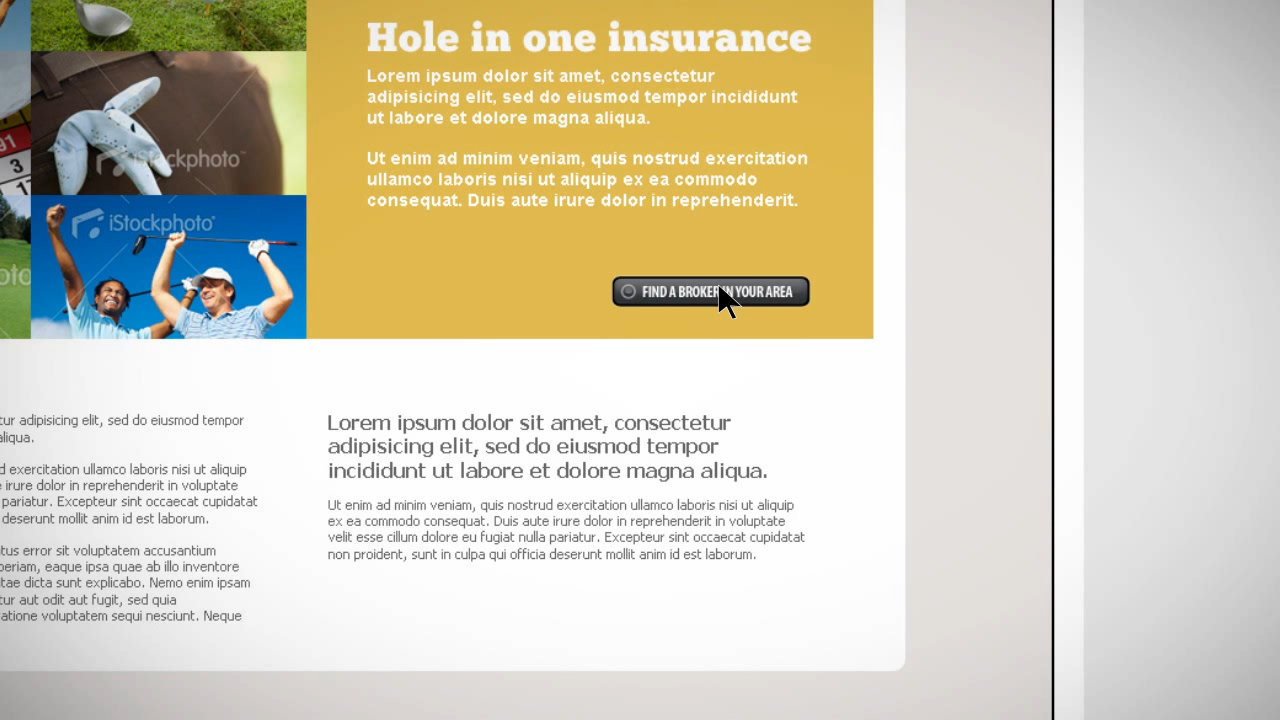 Hole in one insurance
Lorem ipsum dolor sit amet, consectetur
adipisicing elit, sed do eiusmod tempor incididunt
ut labore et dolore magna aliqua.
Ut enim ad minim veniam, quis nostrud exercitation
ullamco laboris nisi ut aliquip ex ea commodo
consequat. Duis aute irure dolor in reprehenderit.
iStockphoto
FIND A BROKER IN YOUR AREA
tur adipisicing elit, sed do eiusmod tempor
aliqua.
d exercitation ullamco laboris nisi ut aliquip
e irure dolor in reprehenderit in voluptate
pariatur. Excepteur sint occaecat cupidatat
deserunt mollit anim id est laborum.
tus error sit voluptatem accusantium
periam, eaque ipsa quae ab illo inventore
tae dicta sunt explicabo. Nemo enim ipsam
tur aut odit aut fugit, sed quia
atione voluptatem sequi nesciunt. Neque
Lorem ipsum dolor sit amet, consectetur
adipisicing elit, sed do eiusmod tempor
incididunt ut labore et dolore magna aliqua.
Ut enim ad minim veniam, quis nostrud exercitation ullamco laboris nisi ut aliquip
ex ea commodo consequat. Duis aute irure dolor in reprehenderit in voluptate
velit esse cillum dolore eu fugiat nulla pariatur. Excepteur sint occaecat cupidatat
non proident, sunt in culpa qui officia deserunt mollit anim id est laborum.